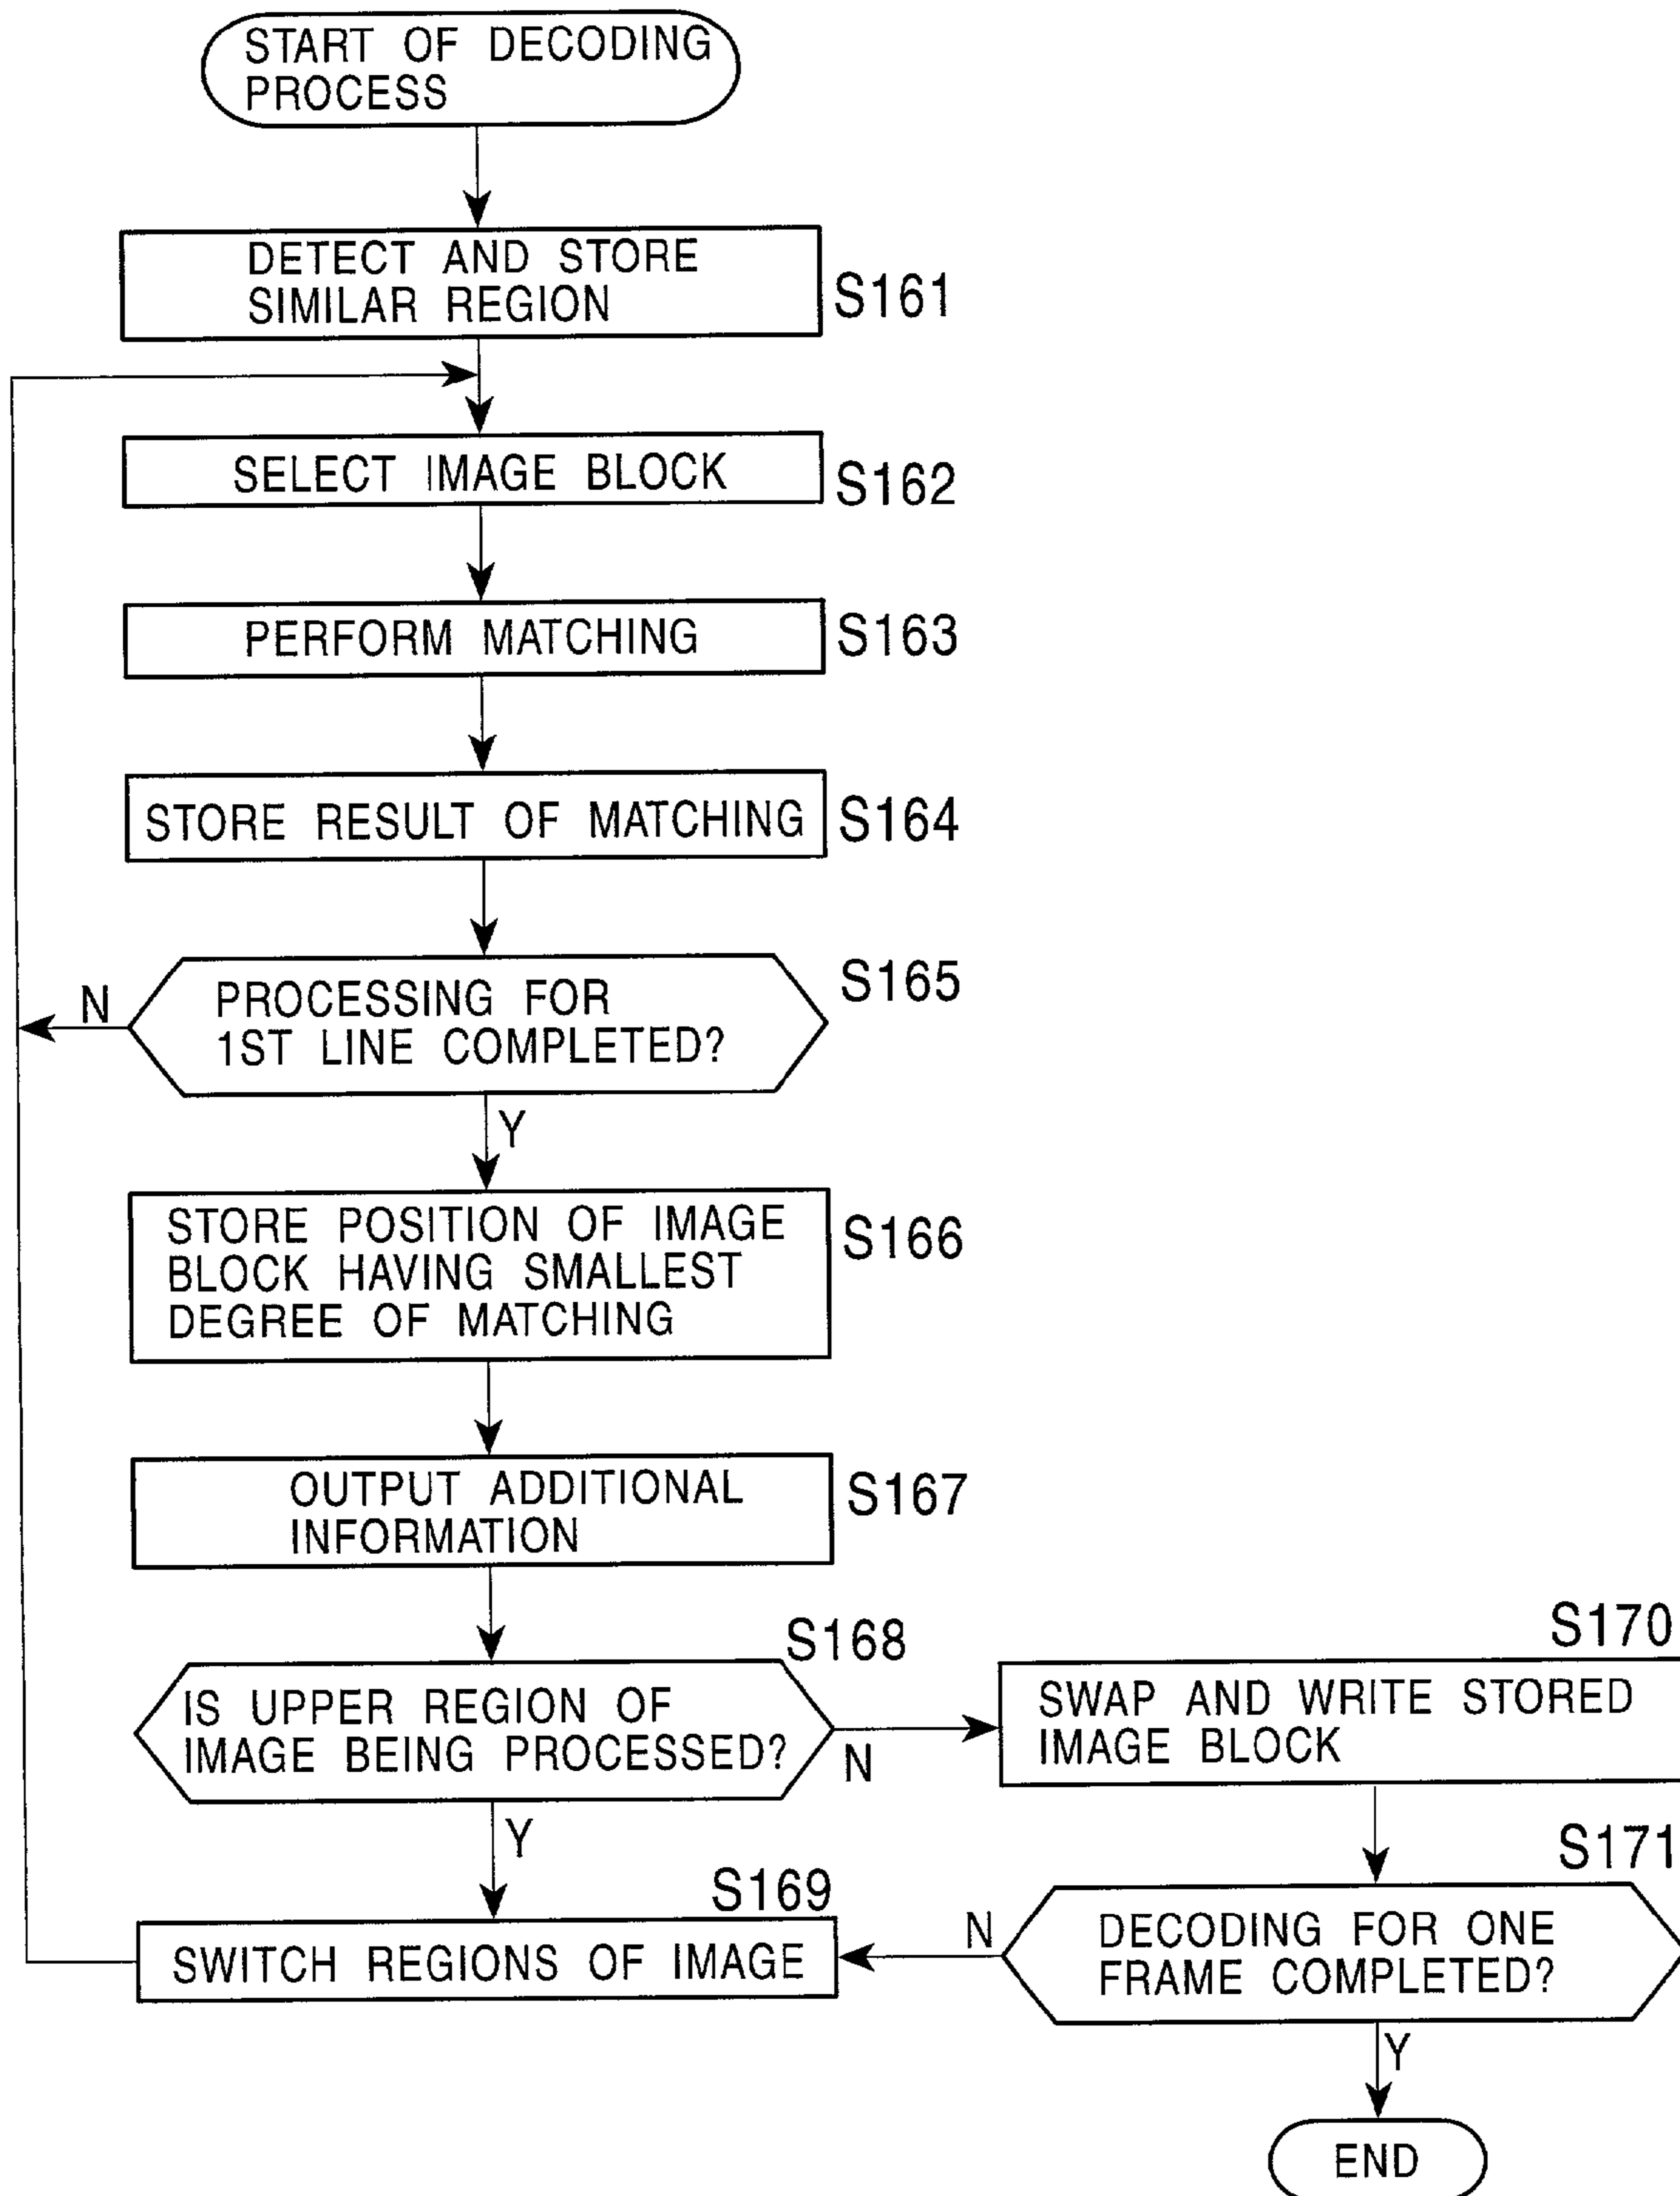 START OF DECODING
PROCESS
DETECT AND STORE
SIMILAR REGION
S161
SELECT IMAGE BLOCK
S162
PERFORM MATCHING
S163
STORE RESULT OF MATCHING
S164
PROCESSING FOR
1ST LINE COMPLETED?
S165
N
Y
STORE POSITION OF IMAGE
BLOCK HAVING SMALLEST
DEGREE OF MATCHING
S166
OUTPUT ADDITIONAL
INFORMATION
S167
IS UPPER REGION OF
IMAGE BEING PROCESSED?
S168
N
Y
SWAP AND WRITE STORED
IMAGE BLOCK
S170
SWITCH REGIONS OF IMAGE
S169
DECODING FOR ONE
FRAME COMPLETED?
S171
N
Y
END